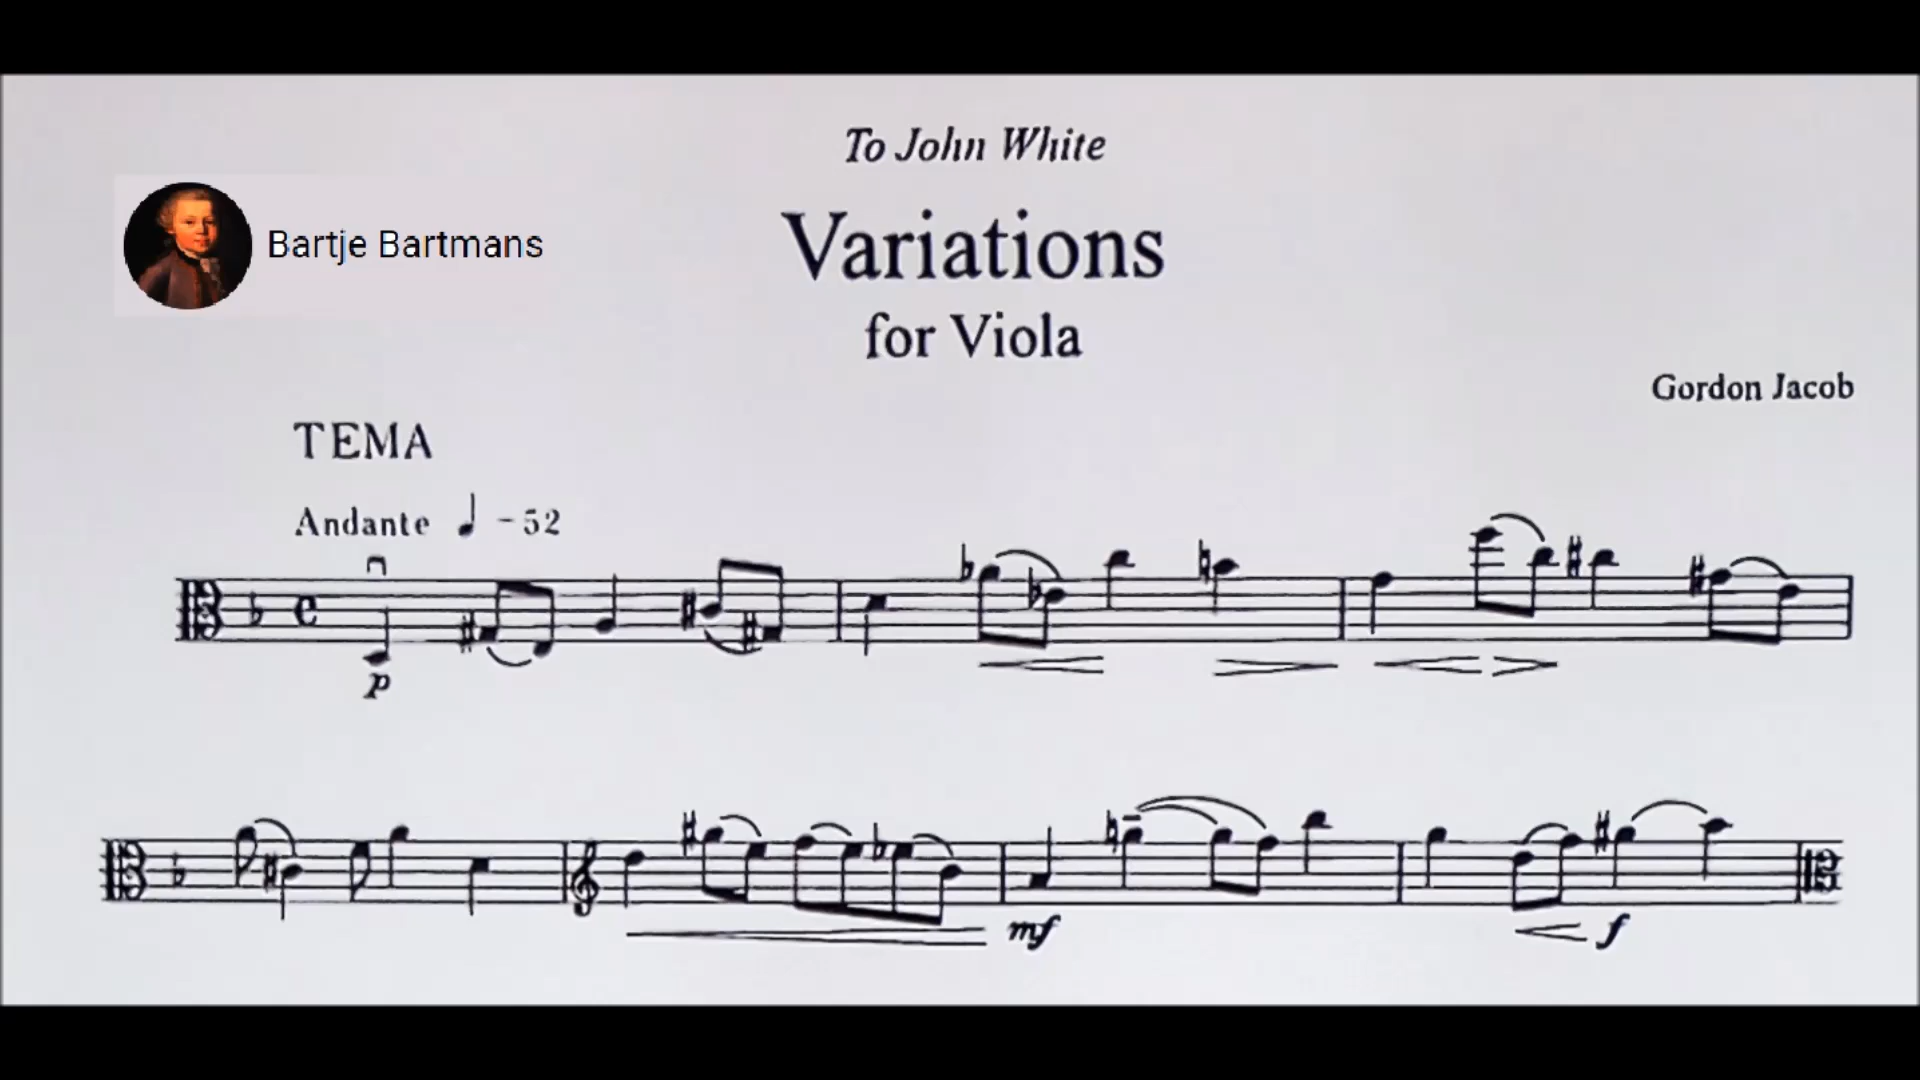 To John White
Bartje Bartmans
Variations
for Viola
Gordon Jacob
TEMA
Andante ♩ - 52
p
mf
f